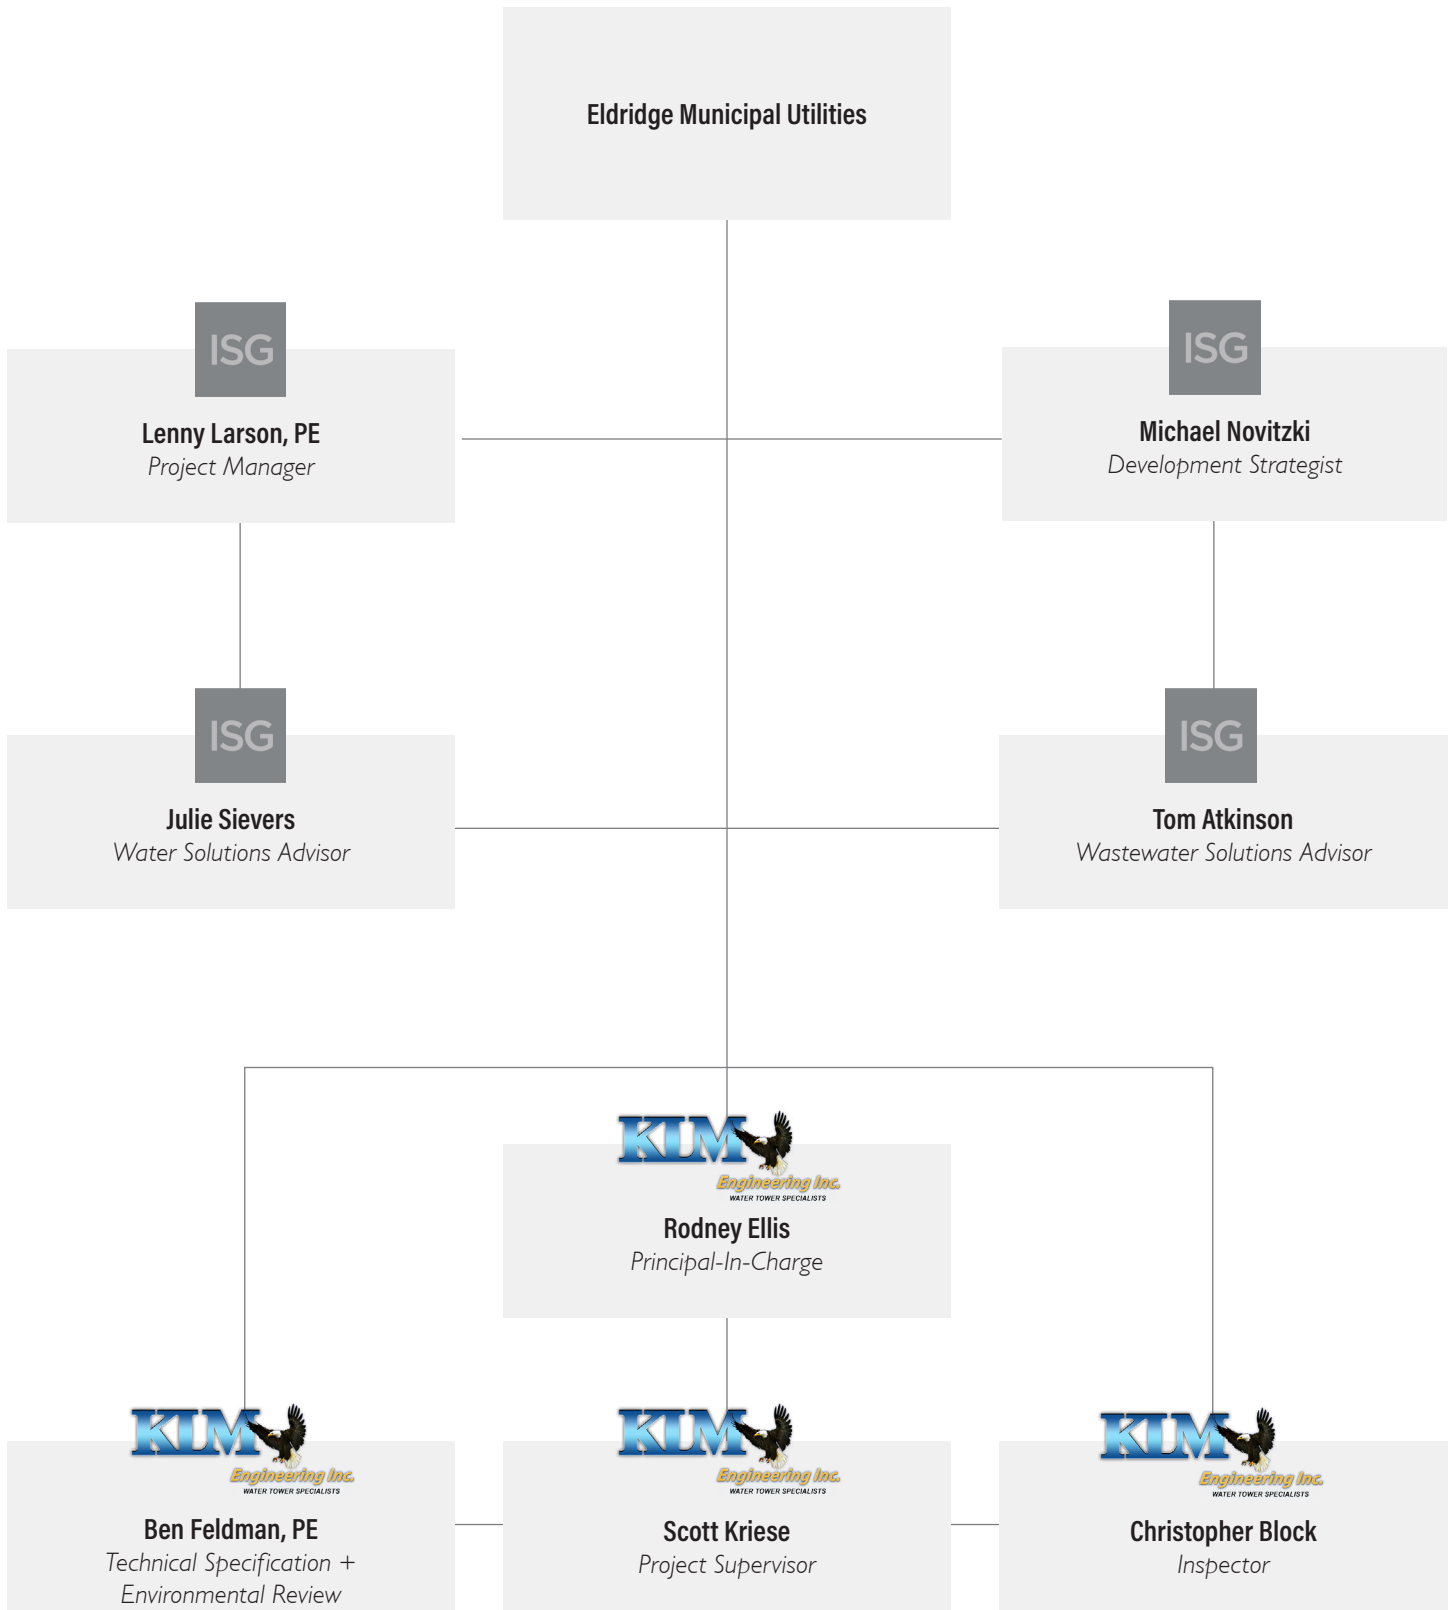 Eldridge Municipal Utilities
ISG
Lenny Larson, PE
Project Manager
ISG
Michael Novitzki
Development Strategist
ISG
Julie Sievers
Water Solutions Advisor
ISG
Tom Atkinson
Wastewater Solutions Advisor
KLM
Engineering Inc.
WATER TOWER SPECIALISTS
Rodney Ellis
Principal-In-Charge
KLM
Engineering Inc.
WATER TOWER SPECIALISTS
Ben Feldman, PE
Technical Specification +
Environmental Review
KLM
Engineering Inc.
WATER TOWER SPECIALISTS
Scott Kriese
Project Supervisor
KLM
Engineering Inc.
WATER TOWER SPECIALISTS
Christopher Block
Inspector